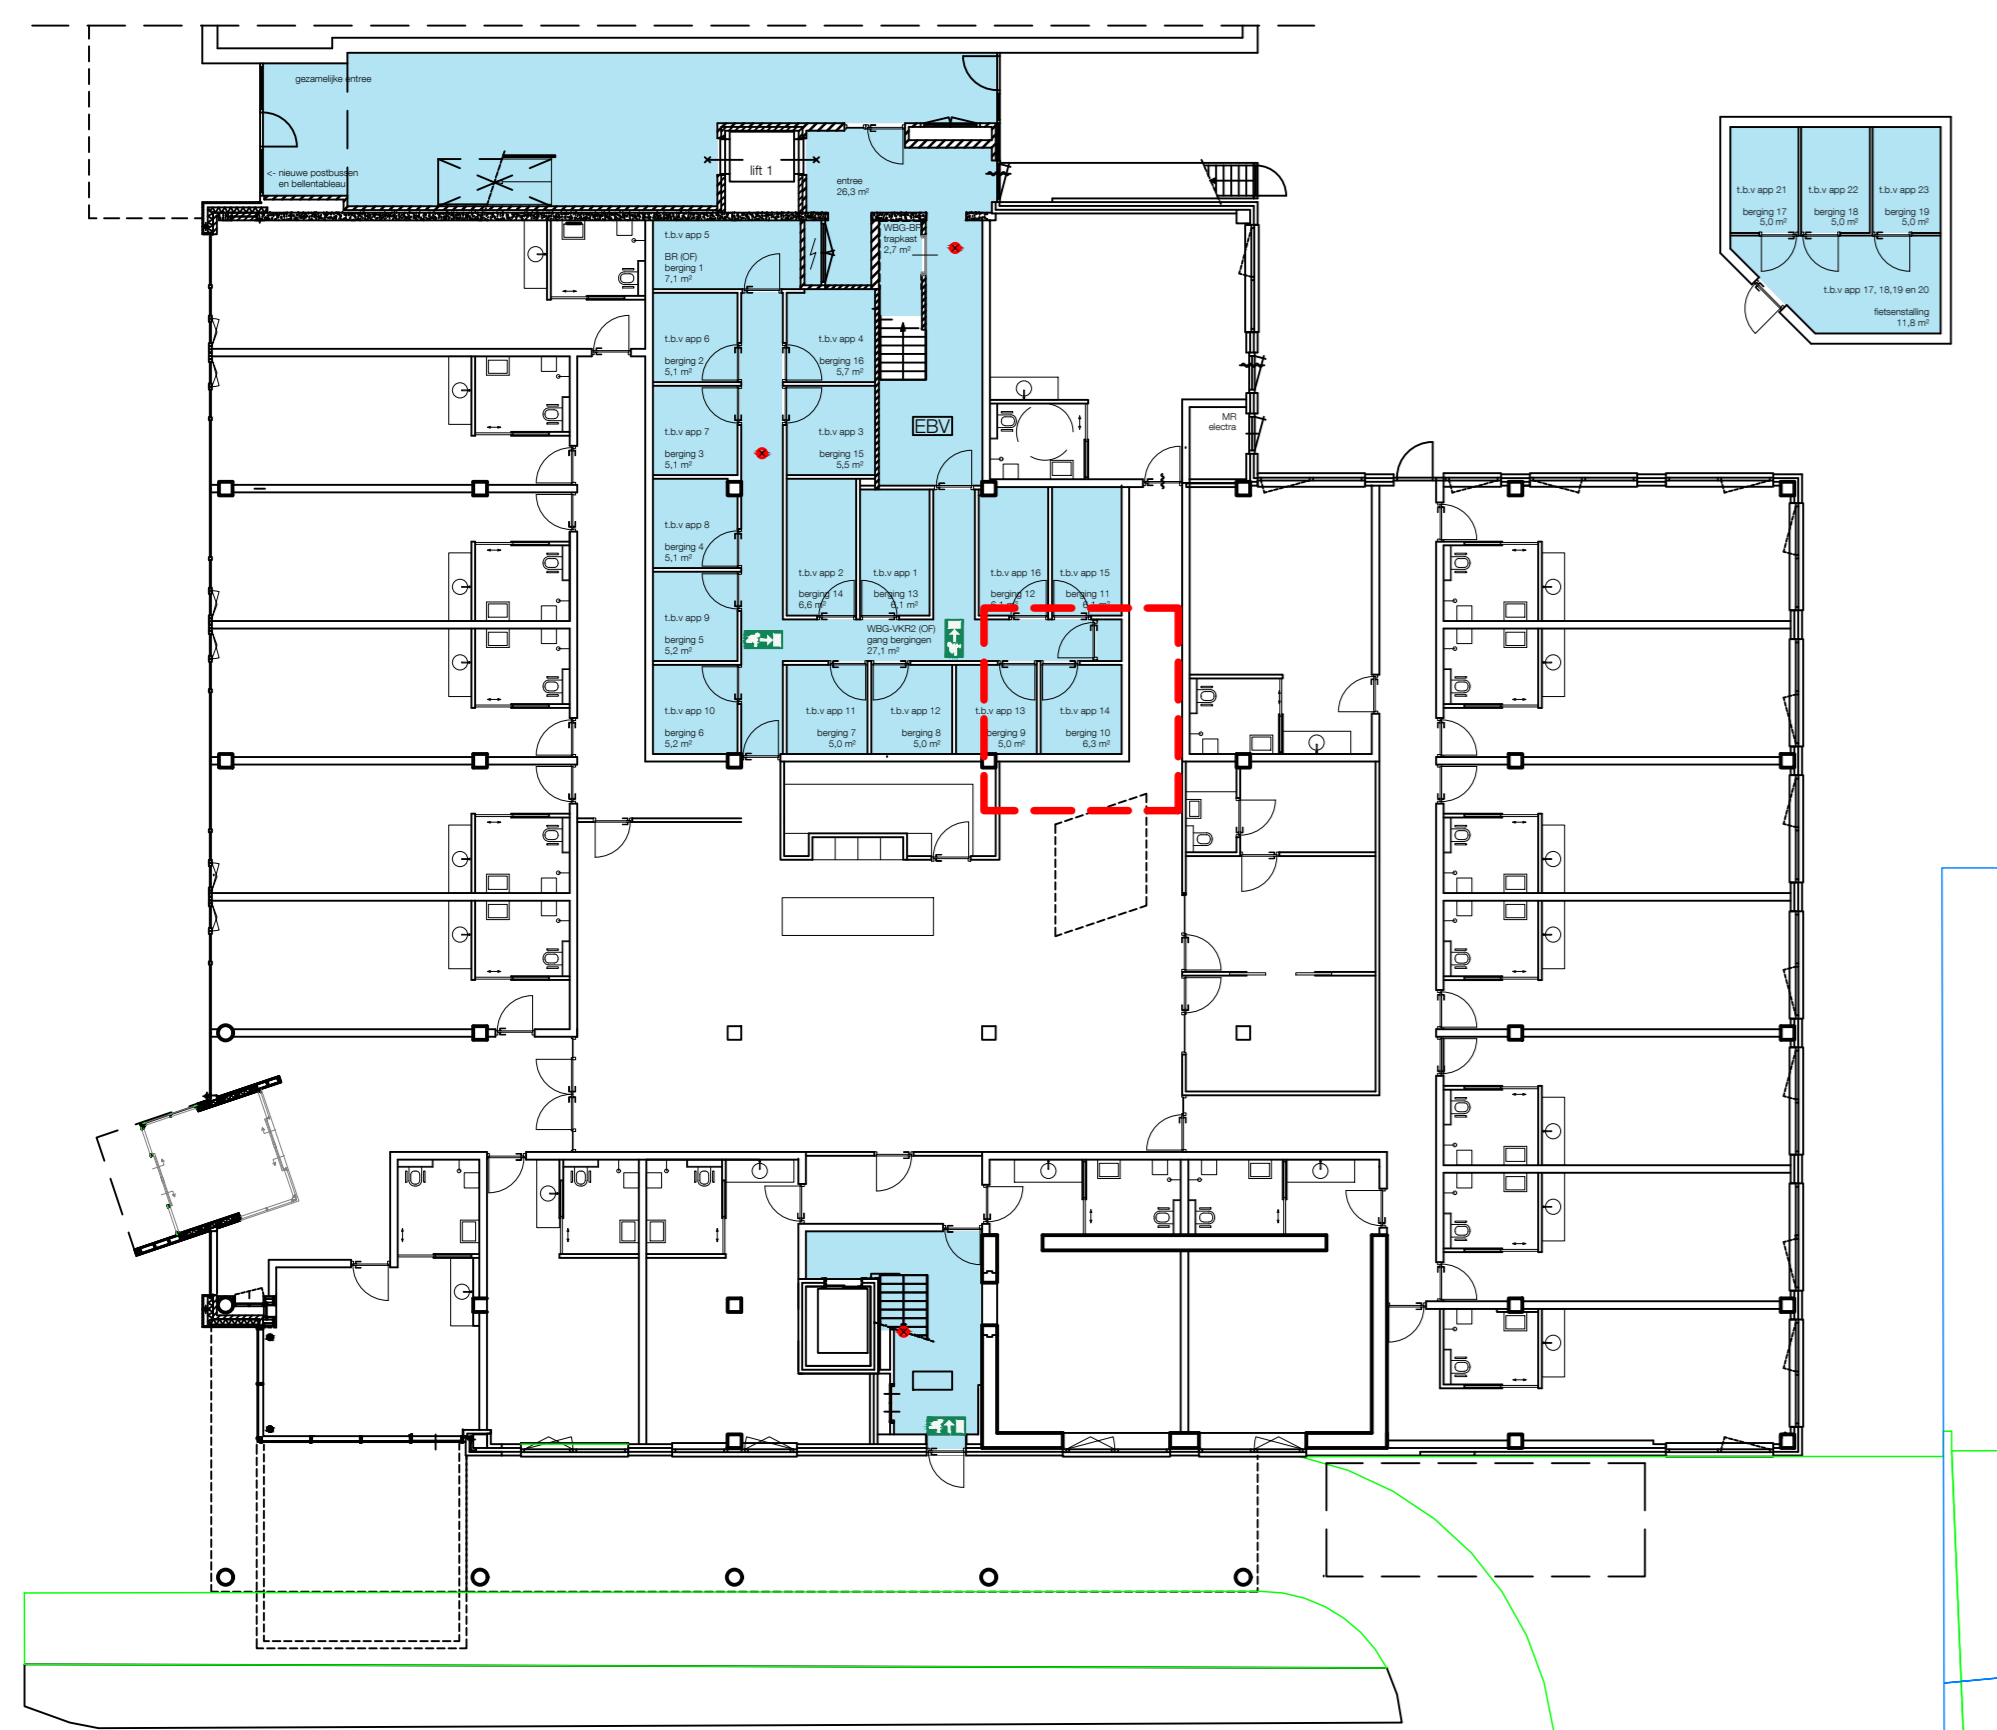 gezamelijke entree
<- nieuwe postbussen
en bellentableau
lift 1
entree
26,3 m²
t.b.v app 5
BR (OF)
berging 1
7,1 m²
WBG-BF
trapkast
2,7 m²
t.b.v app 6
berging 2
5,1 m²
t.b.v app 4
berging 16
5,7 m²
t.b.v app 7
berging 3
5,1 m²
t.b.v app 3
berging 15
5,5 m²
EBV
MR
electra
t.b.v app 8
berging 4
5,1 m²
t.b.v app 2
berging 14
6,6 m²
t.b.v app 1
berging 13
6,1 m²
t.b.v app 16
berging 12
6,1 m²
t.b.v app 15
berging 11
6,1 m²
t.b.v app 9
berging 5
5,2 m²
WBG-VKR2 (OF)
gang bergingen
27,1 m²
t.b.v app 10
berging 6
5,2 m²
t.b.v app 11
berging 7
5,0 m²
t.b.v app 12
berging 8
5,0 m²
t.b.v app 13
berging 9
5,0 m²
t.b.v app 14
berging 10
6,3 m²
t.b.v app 21
berging 17
5,0 m²
t.b.v app 22
berging 18
5,0 m²
t.b.v app 23
berging 19
5,0 m²
t.b.v app 17, 18,19 en 20
fietsenstalling
11,8 m²